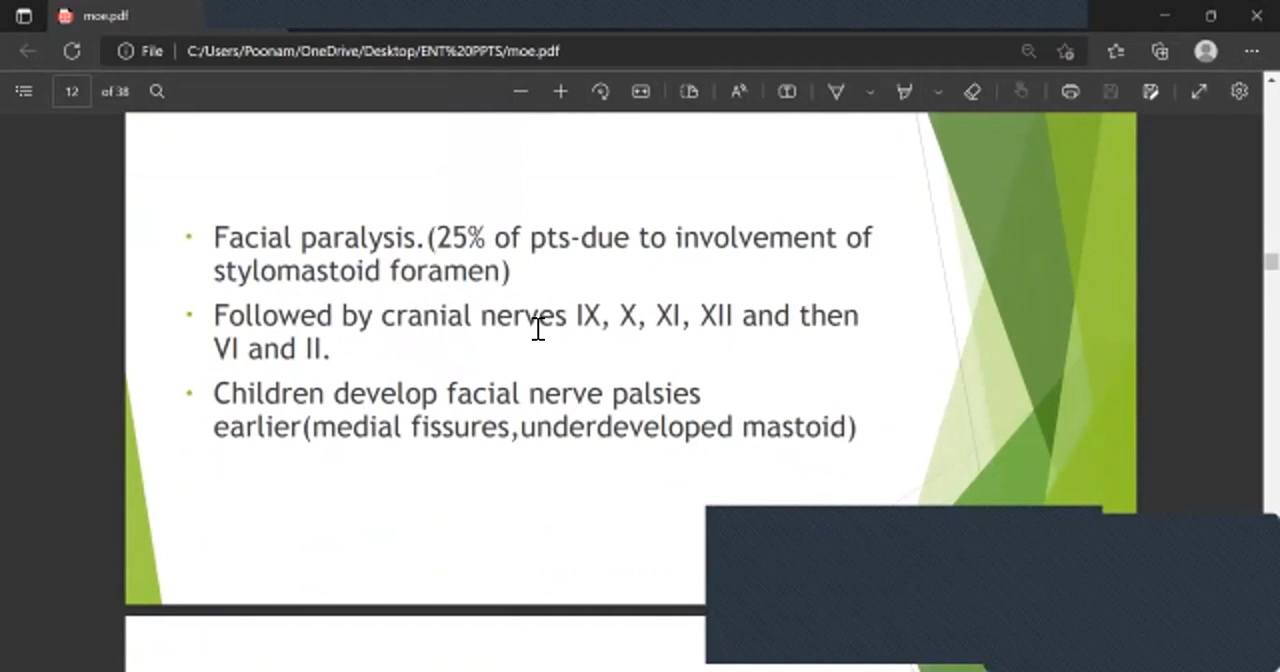 moe.pdf
File | C:/Users/Poonam/OneDrive/Desktop/ENT%20PPTS/moe.pdf
12 of 38
• Facial paralysis.(25% of pts-due to involvement of
stylomastoid foramen)
• Followed by cranial nerves IX, X, XI, XII and then
VI and II.
• Children develop facial nerve palsies
earlier(medial fissures,underdeveloped mastoid)